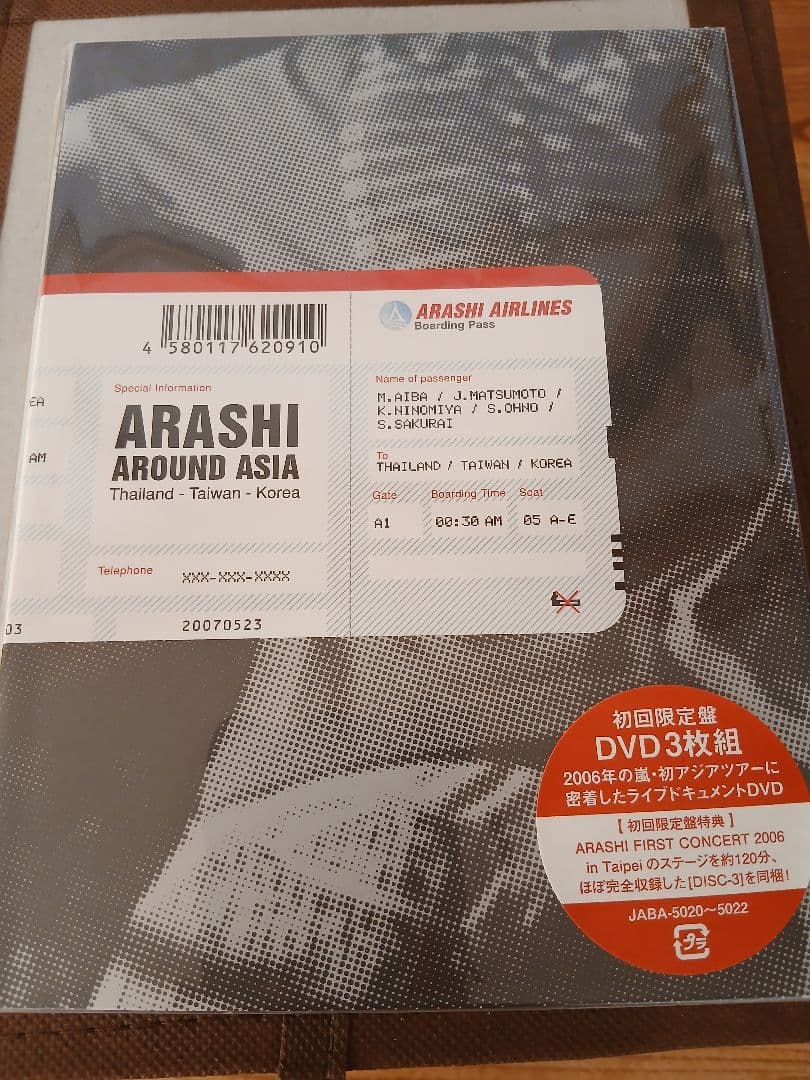 4 580117 620910
EA
AM
03
Special Information
ARASHI
AROUND ASIA
Thailand - Taiwan - Korea
Telephone
XXX-XXX-XXXX
20070523
ARASHI AIRLINES
Boarding Pass
Name of passenger
M.AIBA / J.MATSUMOTO /
K.NINOMIYA / S.OHNO /
S.SAKURAI
To
THAILAND / TAIWAN / KOREA
Gate
Boarding Time
Seat
A1
00:30 AM
05 A-E
初回限定盤
DVD3枚組
2006年の嵐・初アジアツアーに
密着したライブドキュメントDVD
【初回限定盤特典】
ARASHI FIRST CONCERT 2006
in Taipei のステージを約120分、
ほぼ完全収録した[DISC-3]を同梱!
JABA-5020〜5022
プラ